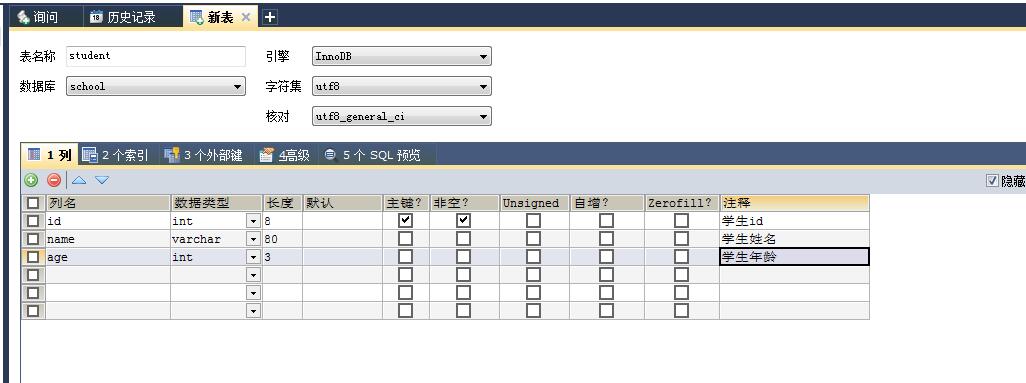 询问 历史记录 新表
表名称 student 引擎 InnoDB
数据库 school 字符集 utf8
核对 utf8_general_ci
1 列 2 个索引 3 个外部键 4高级 5 个 SQL 预览
隐藏
列名 数据类型 长度 默认 主键? 非空? Unsigned 自增? Zerofill? 注释
id int 8 学生id
name varchar 80 学生姓名
age int 3 学生年龄